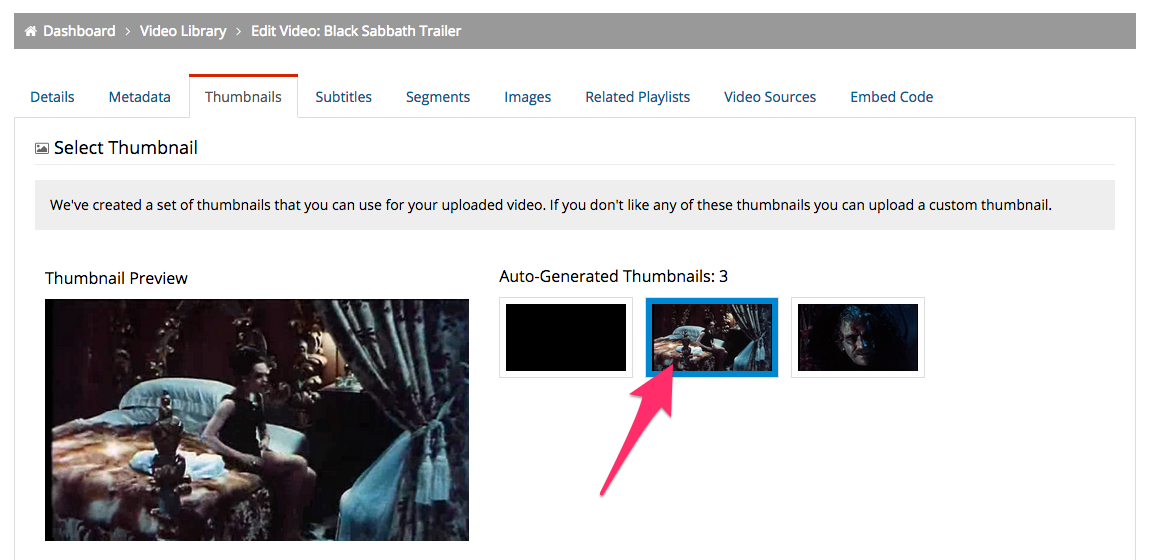 Dashboard > Video Library > Edit Video: Black Sabbath Trailer
Details Metadata Thumbnails Subtitles Segments Images Related Playlists Video Sources Embed Code
Select Thumbnail
We've created a set of thumbnails that you can use for your uploaded video. If you don't like any of these thumbnails you can upload a custom thumbnail.
Thumbnail Preview
Auto-Generated Thumbnails: 3